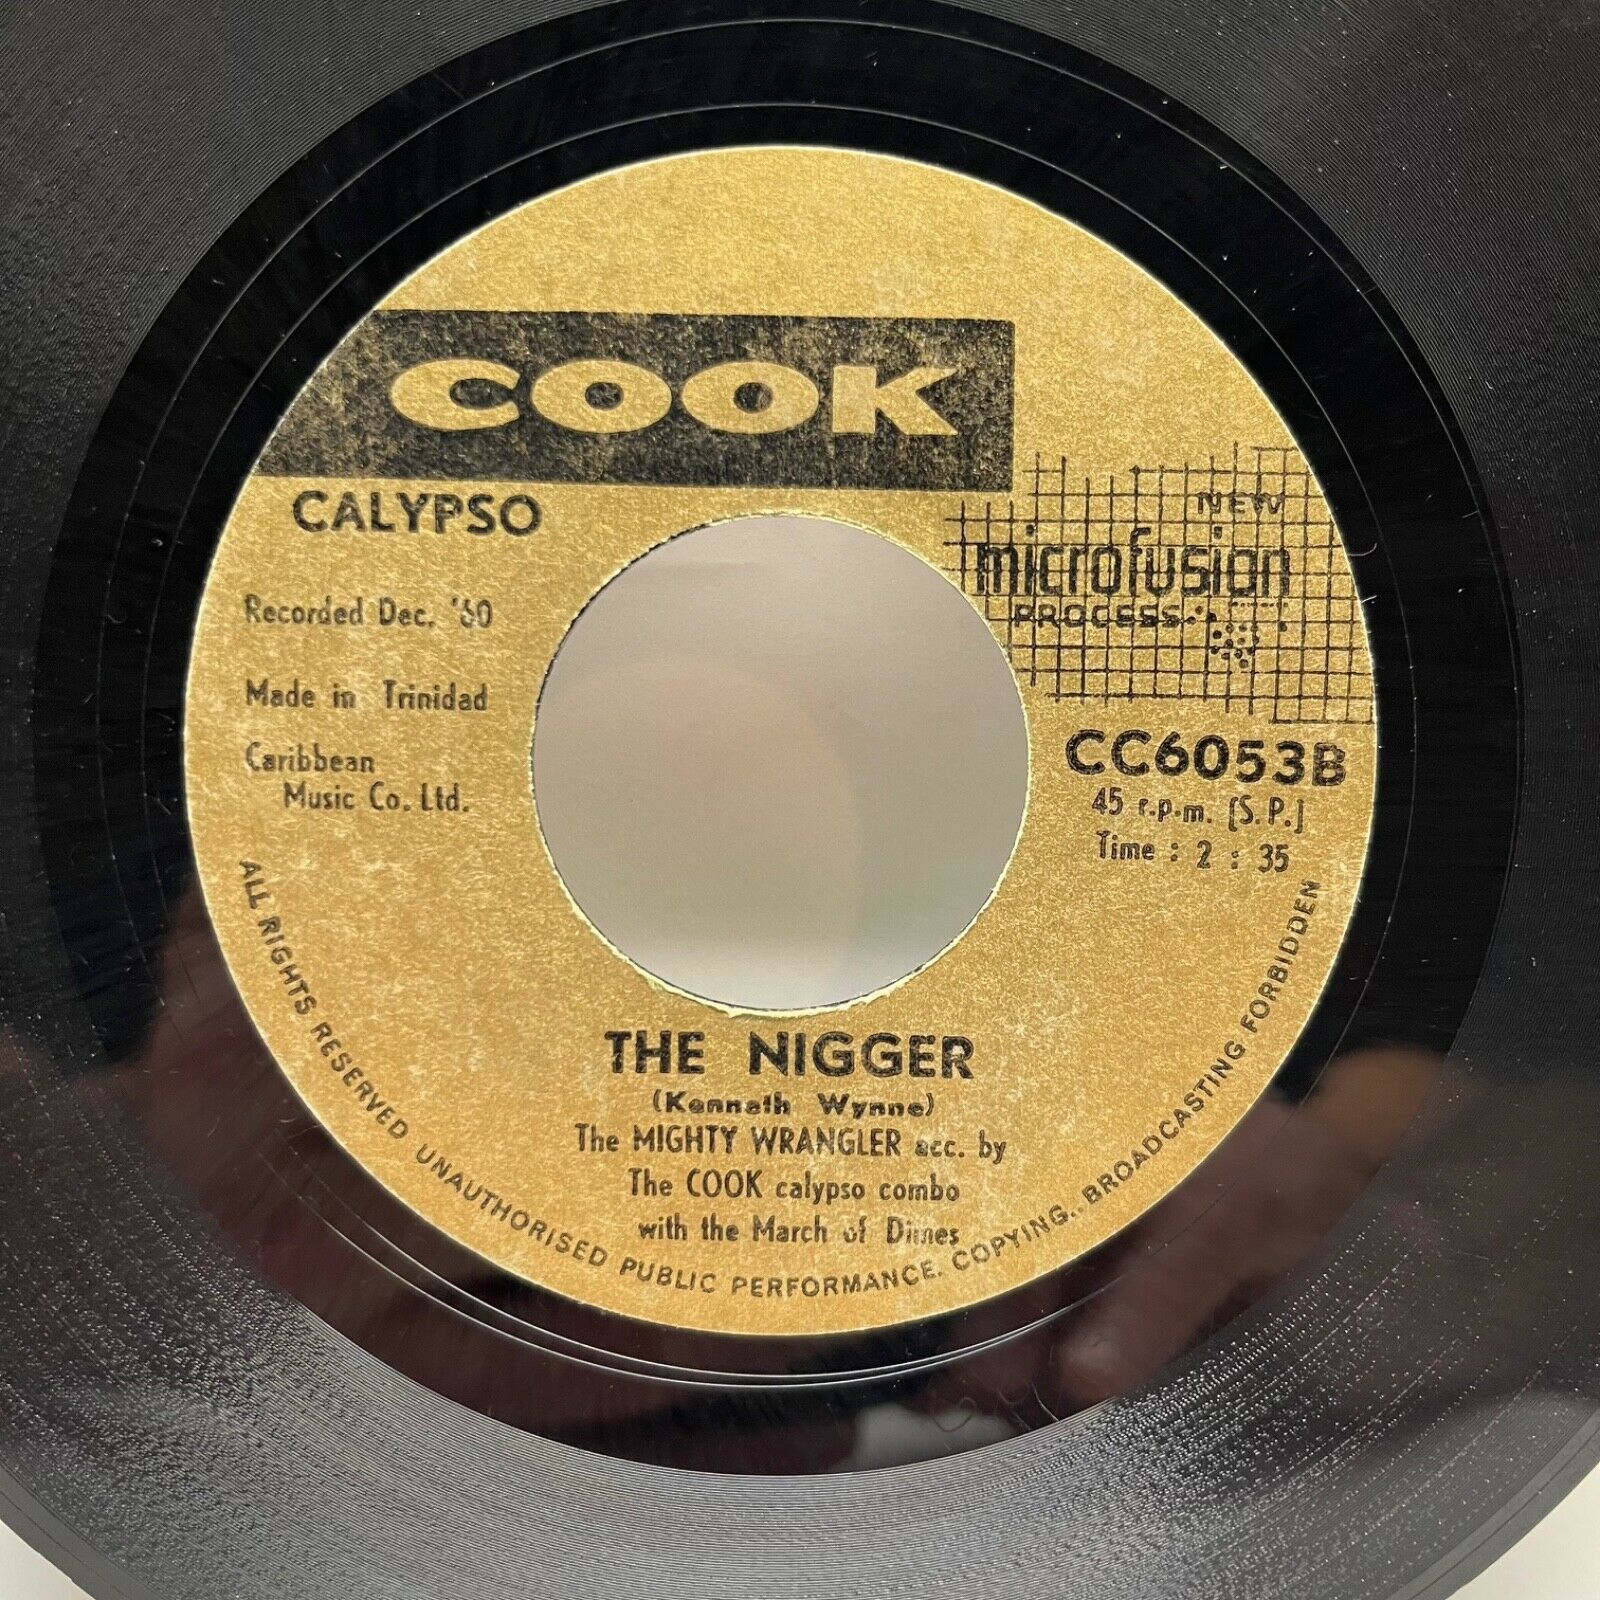 COOK
CALYPSO
NEW
microfusion
PROCESS
Recorded Dec. '60
Made in Trinidad
Caribbean
Music Co. Ltd.
CC6053B
45 r.p.m. [S.P.]
Time : 2 : 35
THE NIGGER
(Kennath Wynne)
The MIGHTY WRANGLER acc. by
The COOK calypso combo
with the March of Dimes
ALL RIGHTS RESERVED UNAUTHORISED PUBLIC PERFORMANCE. COPYING,. BROADCASTING FORBIDDEN